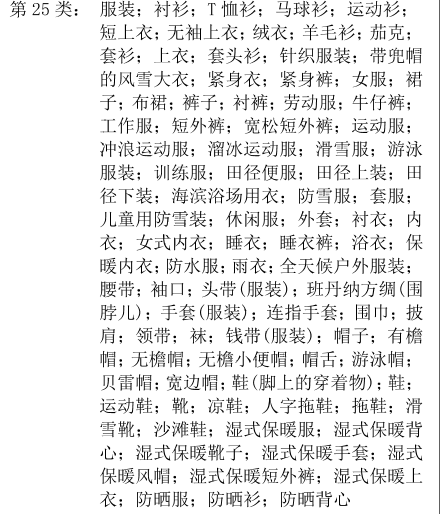 第 25 类： 服装；衬衫；T 恤衫；马球衫；运动衫；
短上衣；无袖上衣；绒衣；羊毛衫；茄克；
套衫；上衣；套头衫；针织服装；带兜帽
的风雪大衣；紧身衣；紧身裤；女服；裙
子；布裙；裤子；衬裤；劳动服；牛仔裤；
工作服；短外裤；宽松短外裤；运动服；
冲浪运动服；溜冰运动服；滑雪服；游泳
服装；训练服；田径便服；田径上装；田
径下装；海滨浴场用衣；防雪服；套服；
儿童用防雪装；休闲服；外套；衬衣；内
衣；女式内衣；睡衣；睡衣裤；浴衣；保
暖内衣；防水服；雨衣；全天候户外服装；
腰带；袖口；头带(服装)；班丹纳方绸(围
脖儿)；手套(服装)；连指手套；围巾；披
肩；领带；袜；钱带(服装)；帽子；有檐
帽；无檐帽；无檐小便帽；帽舌；游泳帽；
贝雷帽；宽边帽；鞋(脚上的穿着物)；鞋；
运动鞋；靴；凉鞋；人字拖鞋；拖鞋；滑
雪靴；沙滩鞋；湿式保暖服；湿式保暖背
心；湿式保暖靴子；湿式保暖手套；湿式
保暖风帽；湿式保暖短外裤；湿式保暖上
衣；防晒服；防晒衫；防晒背心